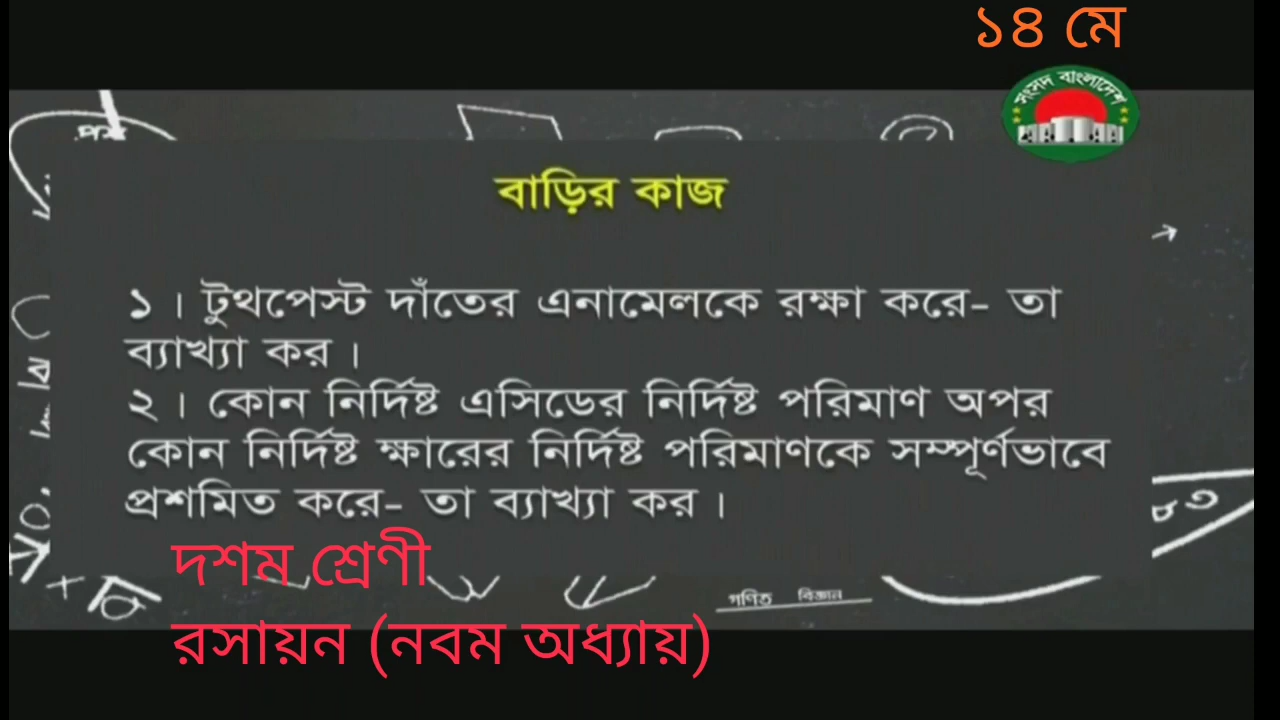 ১৪ মে
সংসদ বাংলাদেশ
বাড়ির কাজ
১। টুথপেস্ট দাঁতের এনামেলকে রক্ষা করে- তা
ব্যাখ্যা কর।
২। কোন নির্দিষ্ট এসিডের নির্দিষ্ট পরিমাণ অপর
কোন নির্দিষ্ট ক্ষারের নির্দিষ্ট পরিমাণকে সম্পূর্ণভাবে
প্রশমিত করে- তা ব্যাখ্যা কর।
দশম শ্রেণী
গণিত বিজ্ঞান
রসায়ন (নবম অধ্যায়)